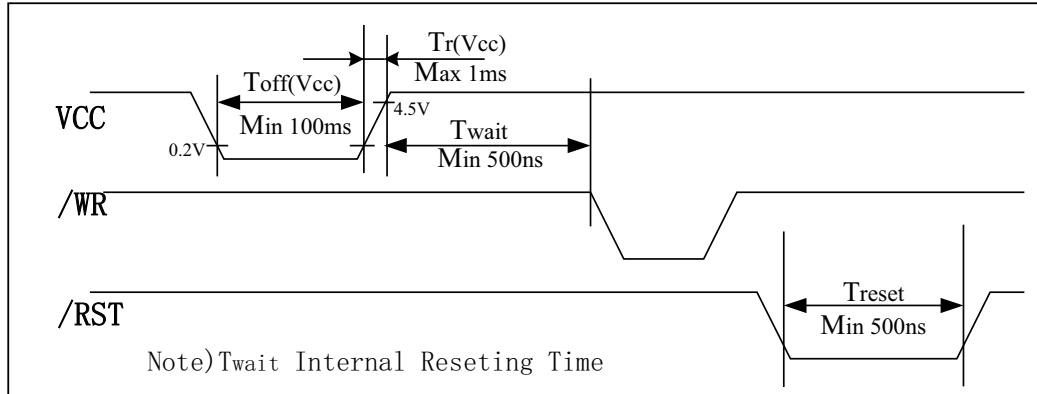 Tr(Vcc)
Max 1ms
Toff(Vcc)
Min 100ms
VCC
4.5V
0.2V
Twait
Min 500ns
/WR
/RST
Treset
Min 500ns
Note)Twait Internal Reseting Time